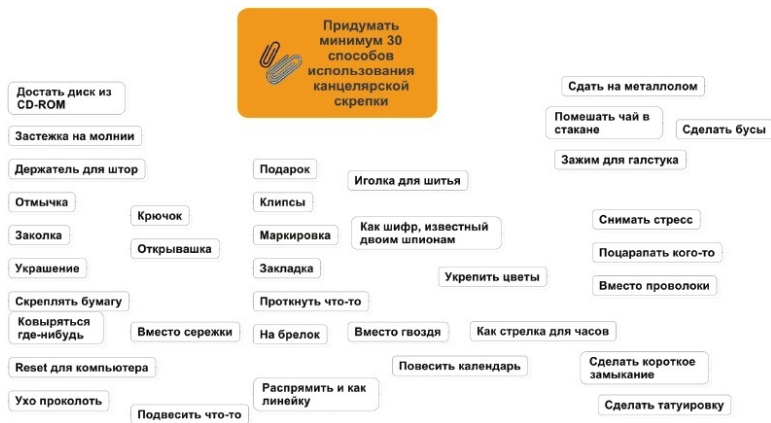 Придумать
минимум 30
способов
использования
канцелярской
скрепки
Достать диск из
CD-ROM
Застежка на молнии
Держатель для штор
Отмычка
Крючок
Заколка
Открывашка
Украшение
Скреплять бумагу
Ковыряться
где-нибудь
Вместо сережки
Reset для компьютера
Ухо проколоть
Подвесить что-то
Подарок
Иголка для шитья
Клипсы
Маркировка
Как шифр, известный
двоим шпионам
Закладка
Укрепить цветы
Проткнуть что-то
На брелок
Вместо гвоздя
Как стрелка для часов
Повесить календарь
Распрямить и как
линейку
Сдать на металлолом
Помешать чай в
стакане
Сделать бусы
Зажим для галстука
Снимать стресс
Поцарапать кого-то
Вместо проволоки
Сделать короткое
замыкание
Сделать татуировку